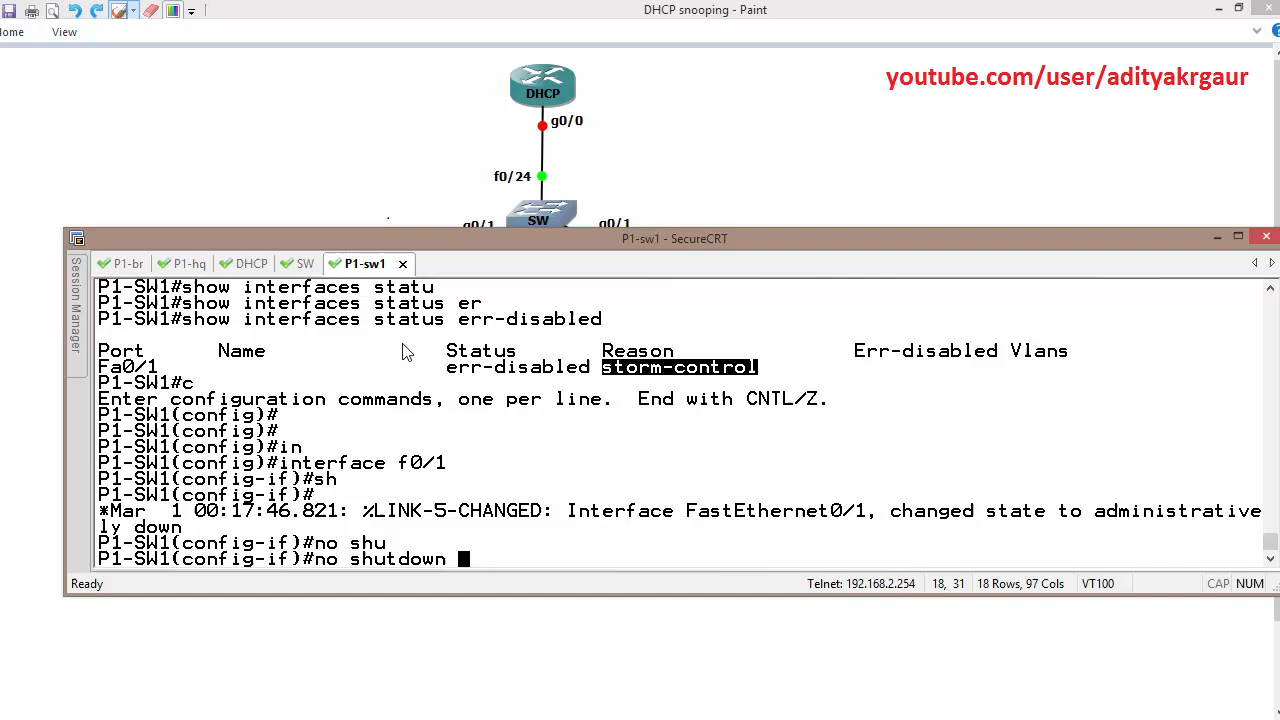 DHCP snooping - Paint
ome
View
youtube.com/user/adityakrgaur
DHCP
g0/0
f0/24
SW
g0/1
g0/1
P1-sw1 - SecureCRT
Session Manager
P1-br
P1-hq
DHCP
SW
P1-sw1
P1-SW1#show interfaces statu
P1-SW1#show interfaces status er
P1-SW1#show interfaces status err-disabled
Port Name Status Reason Err-disabled Vlans
Fa0/1 err-disabled storm-control
P1-SW1#c
Enter configuration commands, one per line. End with CNTL/Z.
P1-SW1(config)#
P1-SW1(config)#
P1-SW1(config)#in
P1-SW1(config)#interface f0/1
P1-SW1(config-if)#sh
P1-SW1(config-if)#
*Mar 1 00:17:46.821: %LINK-5-CHANGED: Interface FastEthernet0/1, changed state to administrative
ly down
P1-SW1(config-if)#no shu
P1-SW1(config-if)#no shutdown
Ready
Telnet: 192.168.2.254
18, 31
18 Rows, 97 Cols
VT100
CAP
NUM